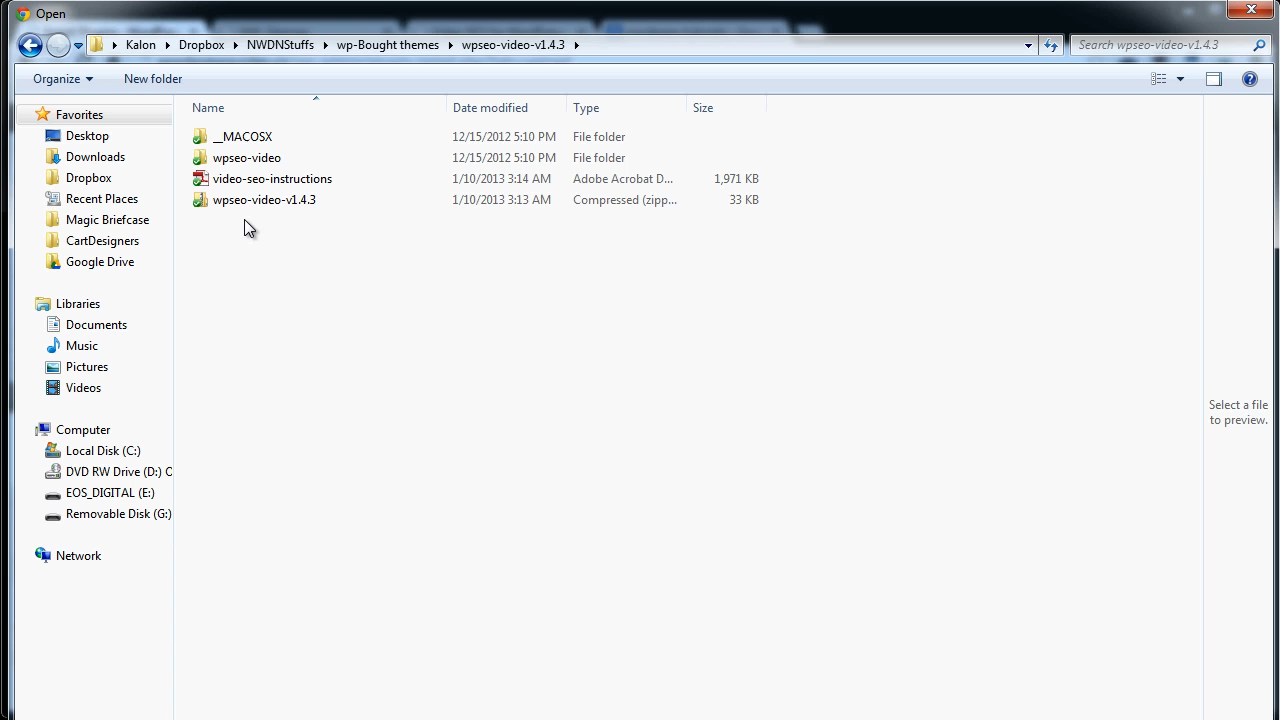 Open
Kalon Dropbox NWDNStuffs wp-Bought themes wpseo-video-v1.4.3
Search wpseo-video-v1.4.3
Organize New folder
Favorites
Desktop
Downloads
Dropbox
Recent Places
Magic Briefcase
CartDesigners
Google Drive
Libraries
Documents
Music
Pictures
Videos
Computer
Local Disk (C:)
DVD RW Drive (D:) O
EOS_DIGITAL (E:)
Removable Disk (G:)
Network
Name Date modified Type Size
__MACOSX 12/15/2012 5:10 PM File folder
wpseo-video 12/15/2012 5:10 PM File folder
video-seo-instructions 1/10/2013 3:14 AM Adobe Acrobat D... 1,971 KB
wpseo-video-v1.4.3 1/10/2013 3:13 AM Compressed (zipp... 33 KB
Select a file
to preview.